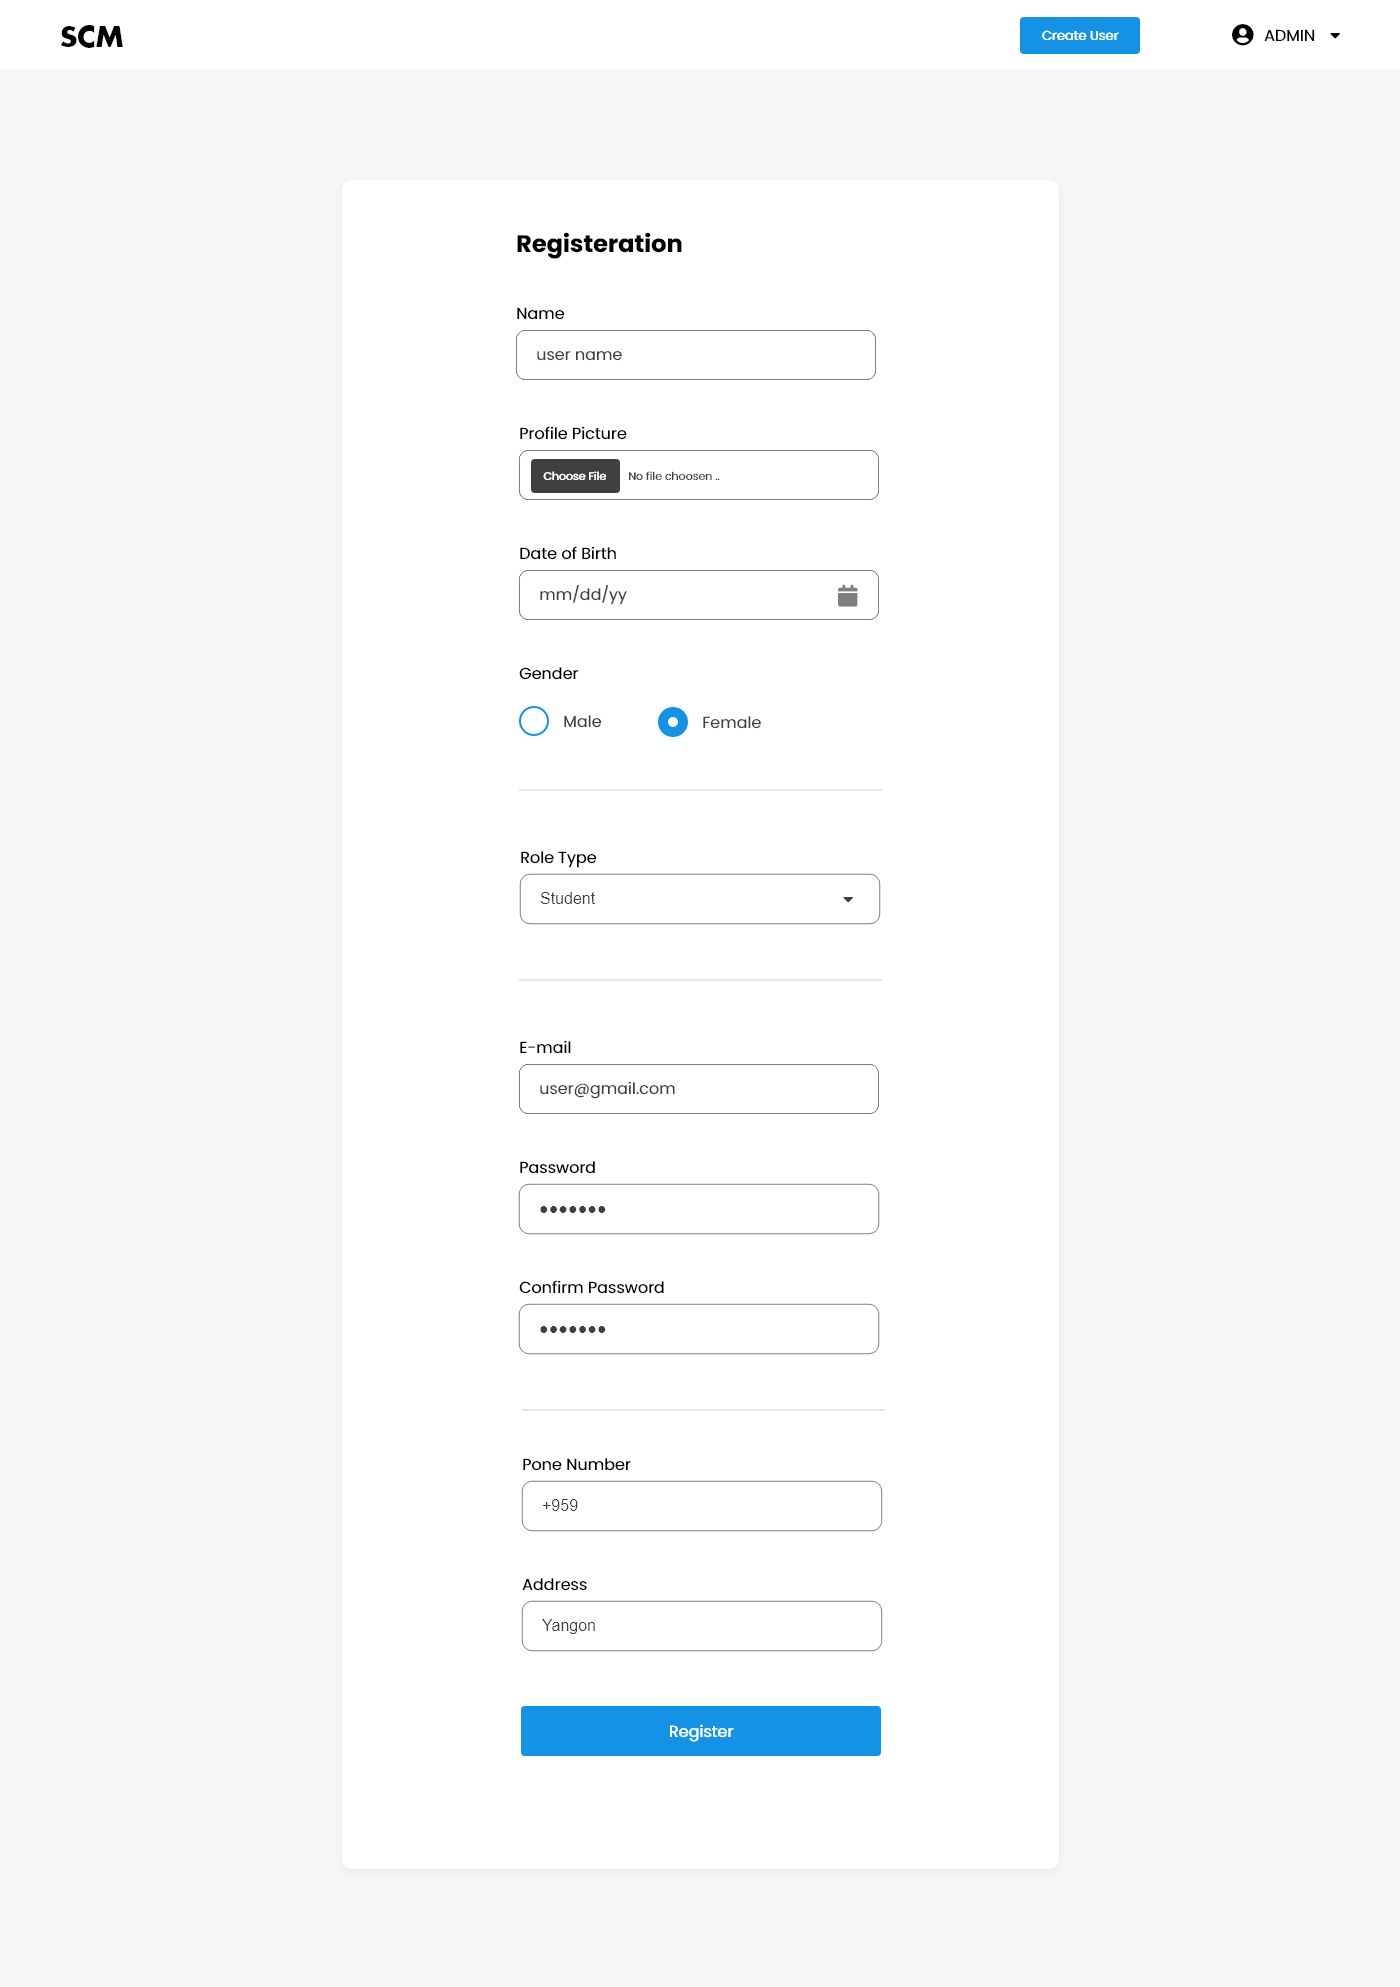 SCM
Create User
ADMIN
Registeration
Name
user name
Profile Picture
Choose File No file choosen ..
Date of Birth
mm/dd/yy
Gender
Male Female
Role Type
Student
E-mail
user@gmail.com
Password
•••••••
Confirm Password
•••••••
Pone Number
+959
Address
Yangon
Register